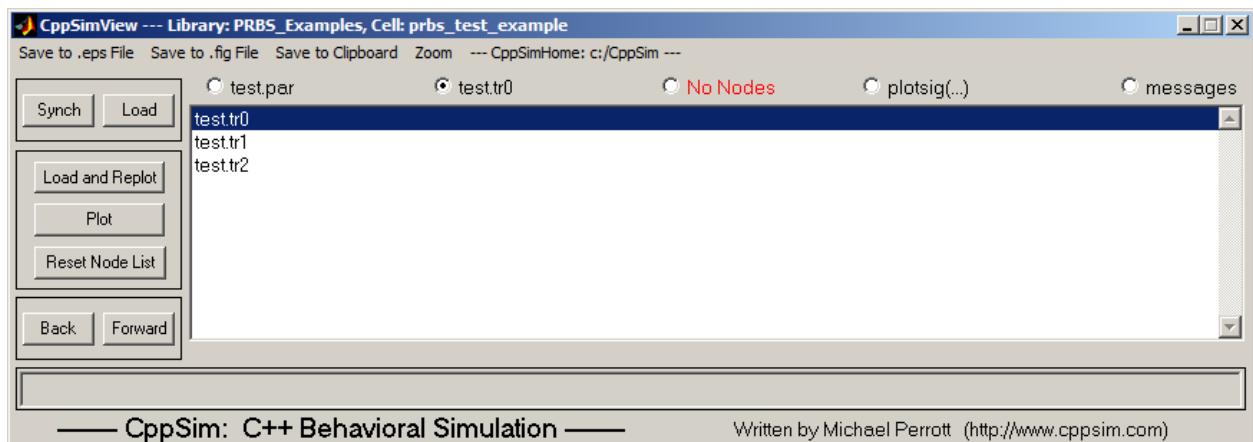 CppSimView --- Library: PRBS_Examples, Cell: prbs_test_example
Save to .eps File Save to .fig File Save to Clipboard Zoom --- CppSimHome: c:/CppSim ---
test.par test.tr0 No Nodes plotsig(...) messages
Synch Load
test.tr0
test.tr1
test.tr2
Load and Replot
Plot
Reset Node List
Back Forward
CppSim: C++ Behavioral Simulation
Written by Michael Perrott (http://www.cppsim.com)